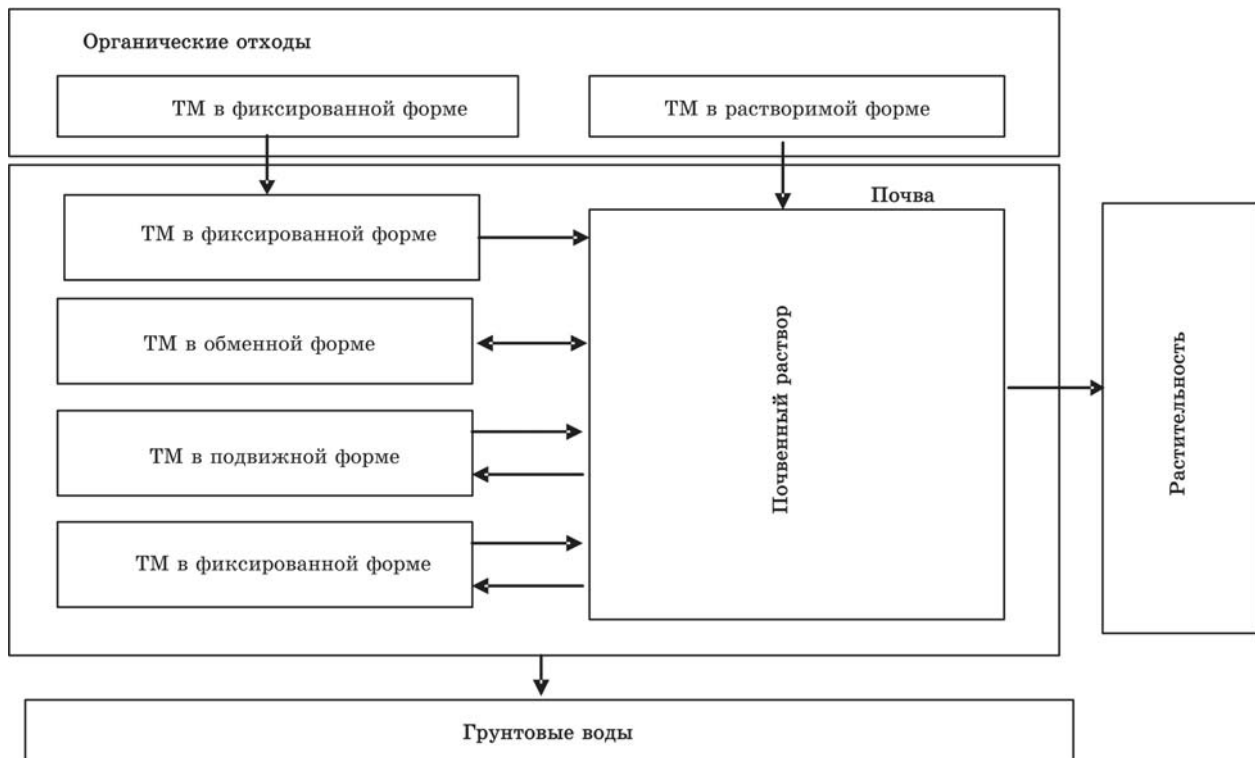 Органические отходы
ТМ в фиксированной форме
ТМ в растворимой форме
Почва
ТМ в фиксированной форме
ТМ в обменной форме
ТМ в подвижной форме
ТМ в фиксированной форме
Почвенный раствор
Растительность
Грунтовые воды